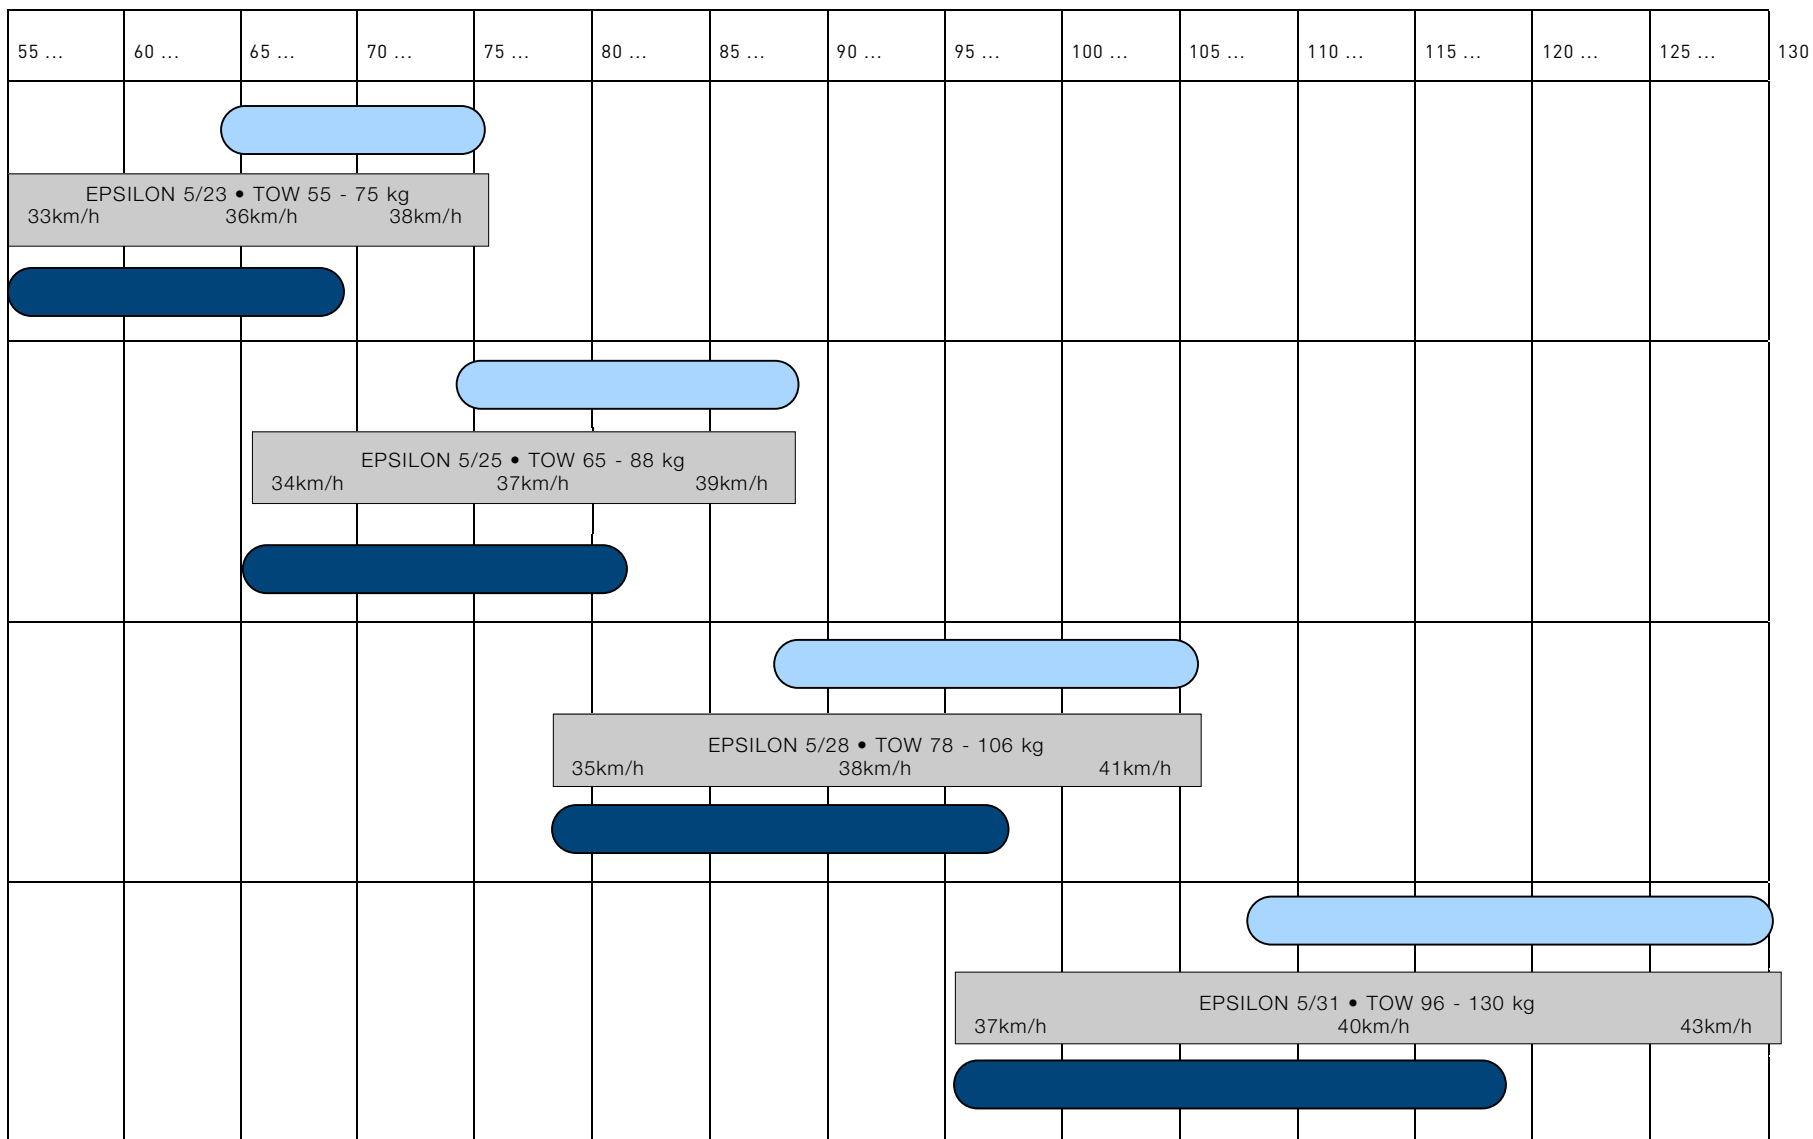 55 ... 60 ... 65 ... 70 ... 75 ... 80 ... 85 ... 90 ... 95 ... 100 ... 105 ... 110 ... 115 ... 120 ... 125 ... 130
EPSILON 5/23 • TOW 55 - 75 kg
33km/h 36km/h 38km/h
EPSILON 5/25 • TOW 65 - 88 kg
34km/h 37km/h 39km/h
EPSILON 5/28 • TOW 78 - 106 kg
35km/h 38km/h 41km/h
EPSILON 5/31 • TOW 96 - 130 kg
37km/h 40km/h 43km/h